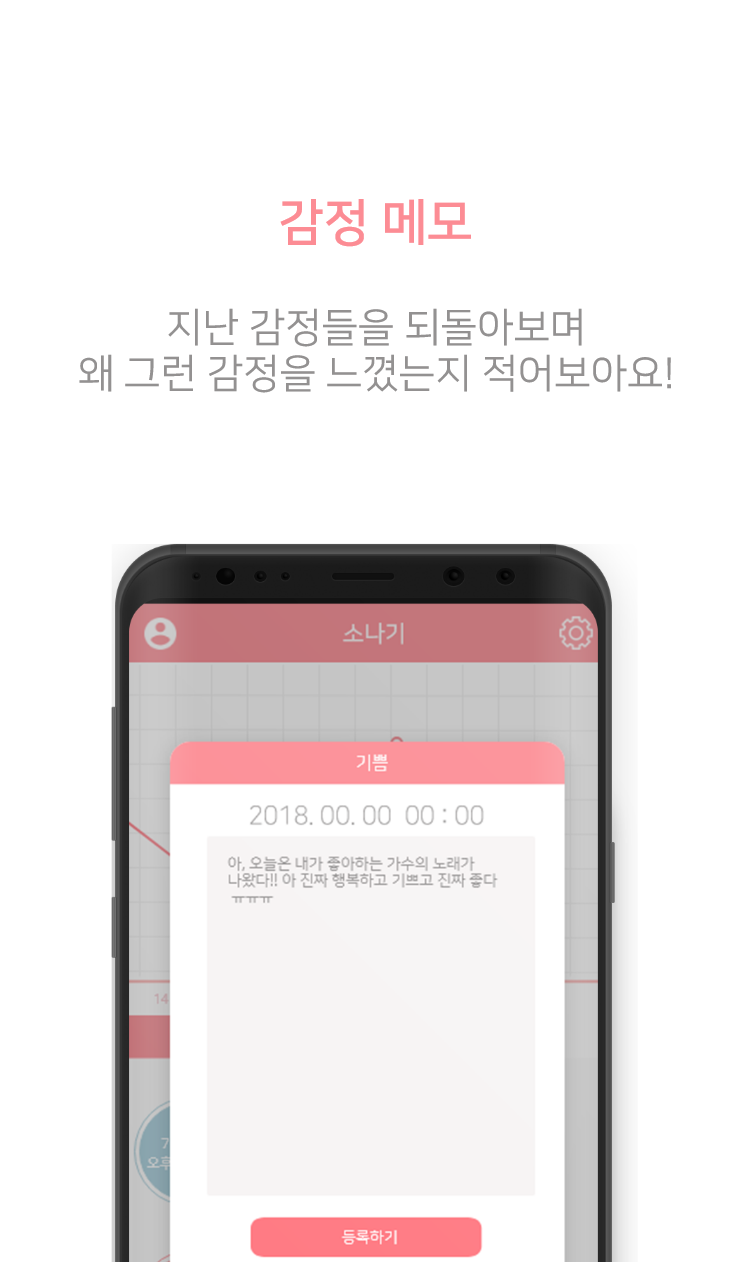 감정 메모
지난 감정들을 되돌아보며
왜 그런 감정을 느꼈는지 적어보아요!
소나기
기쁨
2018. 00. 00 00 : 00
아, 오늘은 내가 좋아하는 가수의 노래가
나왔다!! 아 진짜 행복하고 기쁘고 진짜 좋다
ㅠㅠㅠ
14
7
오후
등록하기